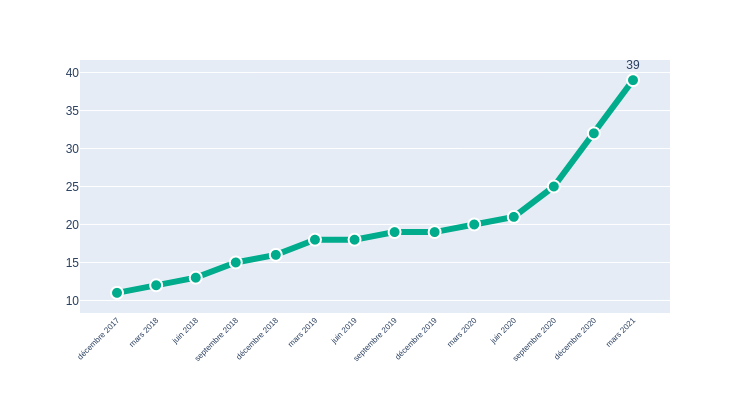 39
40
35
30
25
20
15
10
décembre 2017
mars 2018
juin 2018
septembre 2018
décembre 2018
mars 2019
juin 2019
septembre 2019
décembre 2019
mars 2020
juin 2020
septembre 2020
décembre 2020
mars 2021